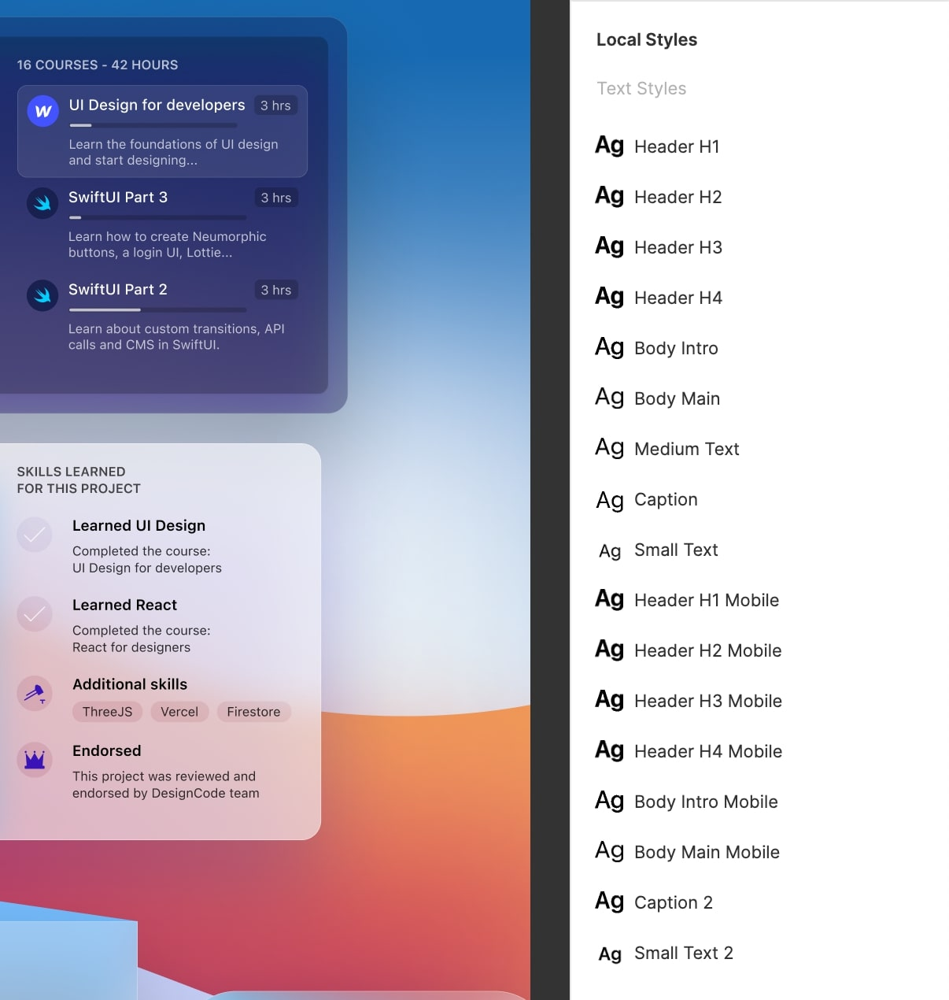 16 COURSES - 42 HOURS
W
UI Design for developers
3 hrs
Learn the foundations of UI design
and start designing...
SwiftUI Part 3
3 hrs
Learn how to create Neumorphic
buttons, a login UI, Lottie...
SwiftUI Part 2
3 hrs
Learn about custom transitions, API
calls and CMS in SwiftUI.
SKILLS LEARNED
FOR THIS PROJECT
Learned UI Design
Completed the course:
UI Design for developers
Learned React
Completed the course:
React for designers
T
Additional skills
ThreeJS Vercel Firestore
Endorsed
This project was reviewed and
endorsed by DesignCode team
Local Styles
Text Styles
Ag Header H1
Ag Header H2
Ag Header H3
Ag Header H4
Ag Body Intro
Ag Body Main
Ag Medium Text
Ag Caption
Ag Small Text
Ag Header H1 Mobile
Ag Header H2 Mobile
Ag Header H3 Mobile
Ag Header H4 Mobile
Ag Body Intro Mobile
Ag Body Main Mobile
Ag Caption 2
Ag Small Text 2